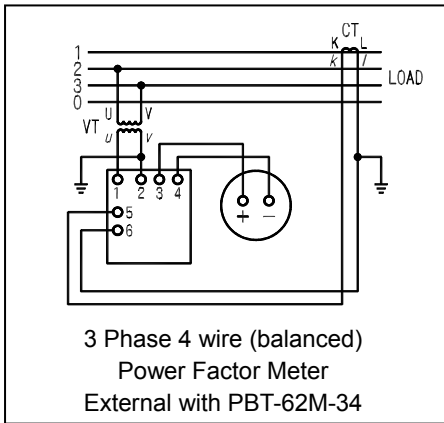 CT
K L
1
k l
2
3
LOAD
0
U V
VT
u v
1 2 3 4
+ −
5
6
3 Phase 4 wire (balanced)
Power Factor Meter
External with PBT-62M-34